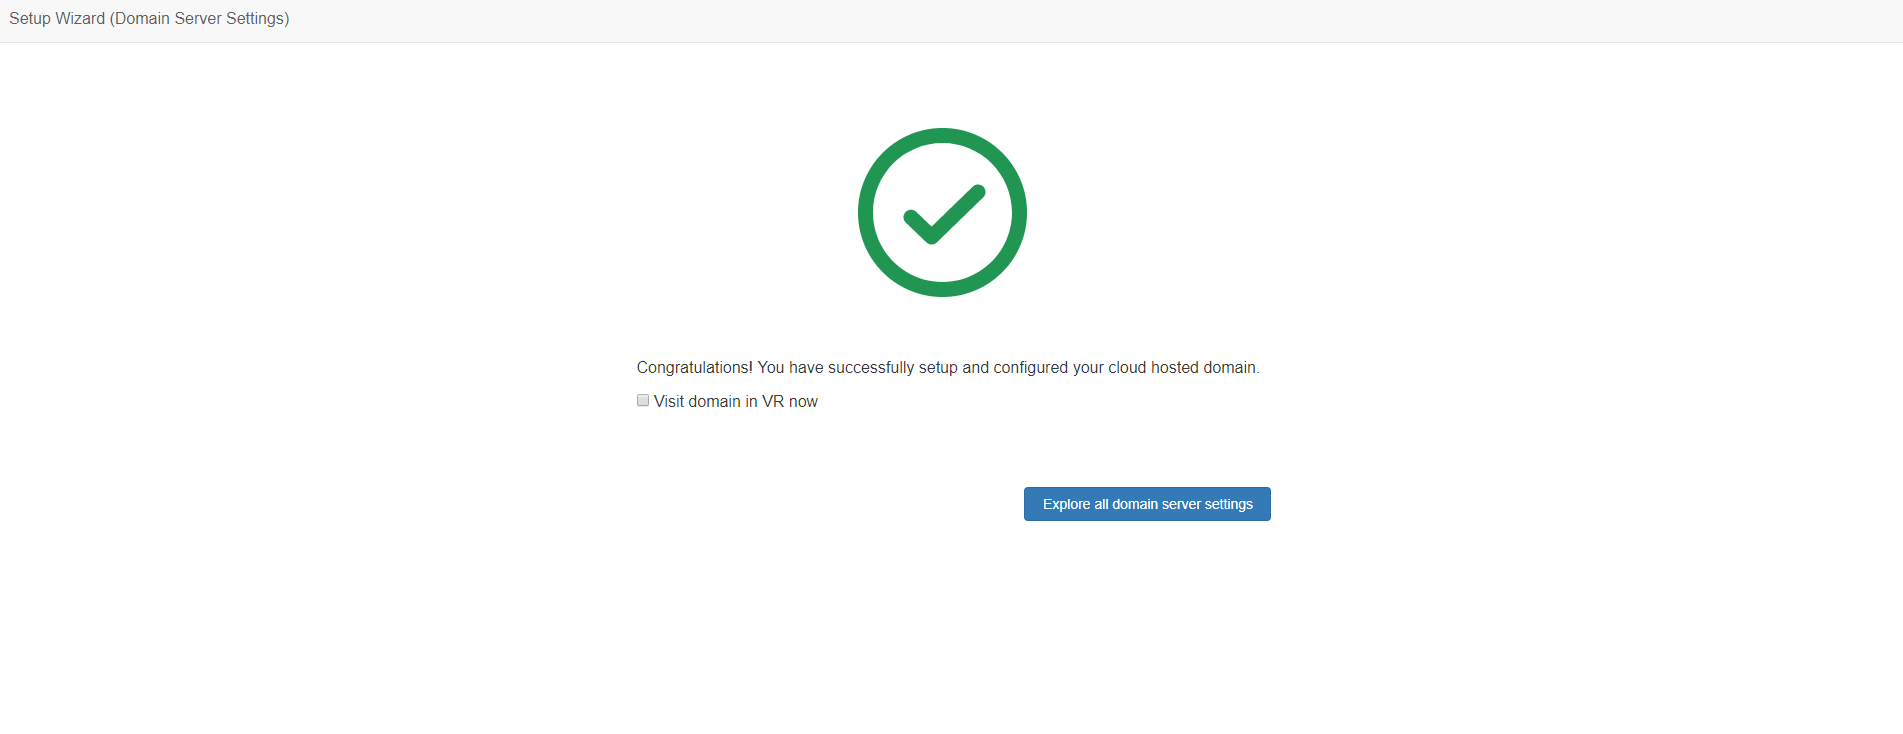 Setup Wizard (Domain Server Settings)
Congratulations! You have successfully setup and configured your cloud hosted domain.
Visit domain in VR now
Explore all domain server settings